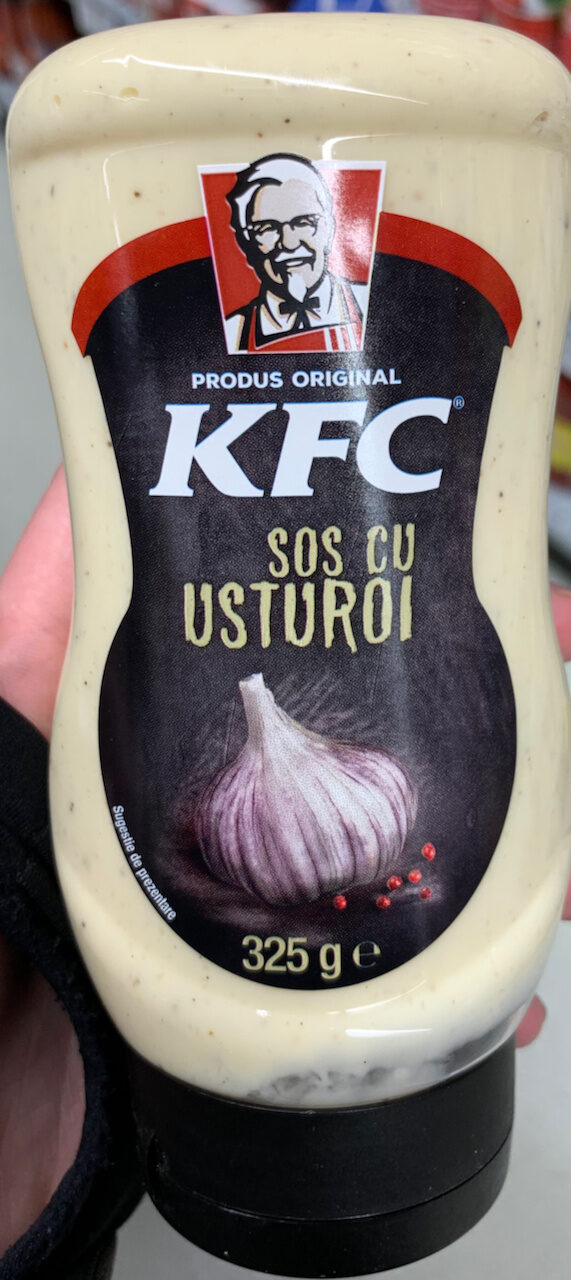 PRODUS ORIGINAL
KFC®
SOS CU
USTUROI
Sugestie de prezentare
325 g ℮